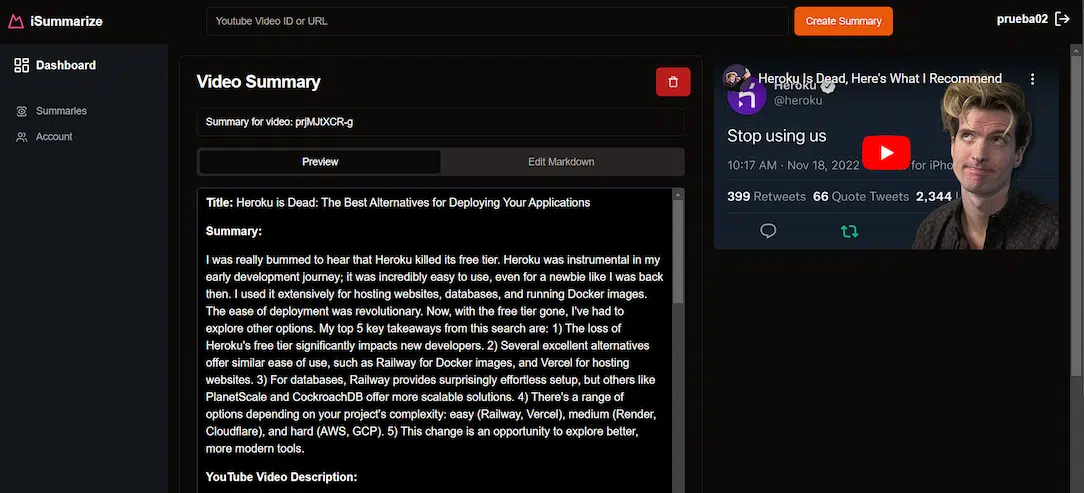 iSummarize
Youtube Video ID or URL
Create Summary
prueba02
Dashboard
Summaries
Account
Video Summary
Summary for video: prjMJtXCR-g
Preview
Edit Markdown
Title: Heroku is Dead: The Best Alternatives for Deploying Your Applications
Summary:
I was really bummed to hear that Heroku killed its free tier. Heroku was instrumental in my
early development journey; it was incredibly easy to use, even for a newbie like I was back
then. I used it extensively for hosting websites, databases, and running Docker images.
The ease of deployment was revolutionary. Now, with the free tier gone, I've had to
explore other options. My top 5 key takeaways from this search are: 1) The loss of
Heroku's free tier significantly impacts new developers. 2) Several excellent alternatives
offer similar ease of use, such as Railway for Docker images, and Vercel for hosting
websites. 3) For databases, Railway provides surprisingly effortless setup, but others like
PlanetScale and CockroachDB offer more scalable solutions. 4) There's a range of
options depending on your project's complexity: easy (Railway, Vercel), medium (Render,
Cloudflare), and hard (AWS, GCP). 5) This change is an opportunity to explore better,
more modern tools.
YouTube Video Description:
Heroku Is Dead, Here's What I Recommend
Heroku
@heroku
Stop using us
10:17 AM · Nov 18, 2022 for iPho
399 Retweets 66 Quote Tweets 2,344